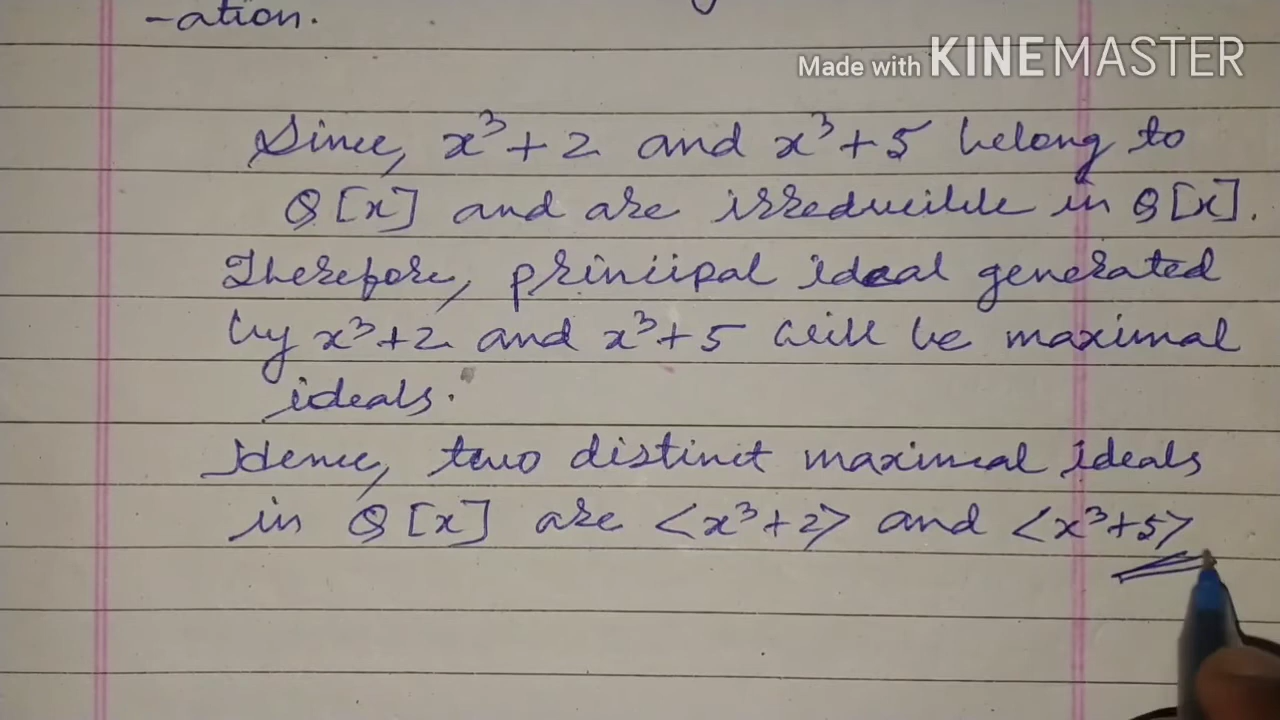 -ation.
Made with KINEMASTER
Since, x³+2 and x³+5 belong to
Q[x] and are irreducible in Q[x].
Therefore, principal ideal generated
by x³+2 and x³+5 will be maximal
ideals.
Hence, two distinct maximal ideals
in Q[x] are <x³+2> and <x³+5>